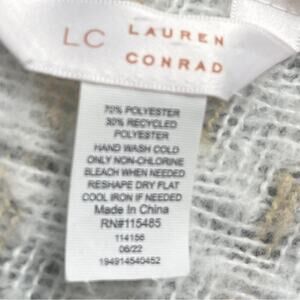 LC LAUREN
CONRAD
70% POLYESTER
30% RECYCLED
POLYESTER
HAND WASH COLD
ONLY NON-CHLORINE
BLEACH WHEN NEEDED
RESHAPE DRY FLAT
COOL IRON IF NEEDED
Made In China
RN#115485
114156
06/22
194914540452